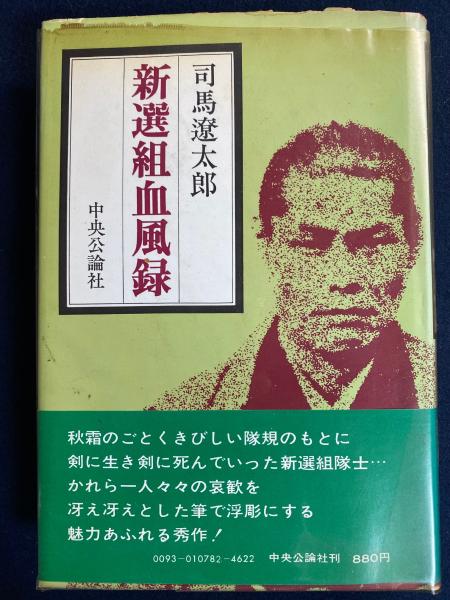 司馬遼太郎
新選組血風録
中央公論社
秋霜のごとくきびしい隊規のもとに
剣に生き剣に死んでいった新選組隊士…
かれら一人々々の哀歓を
冴え冴えとした筆で浮彫にする
魅力あふれる秀作!
0093-010782-4622 中央公論社刊 880円